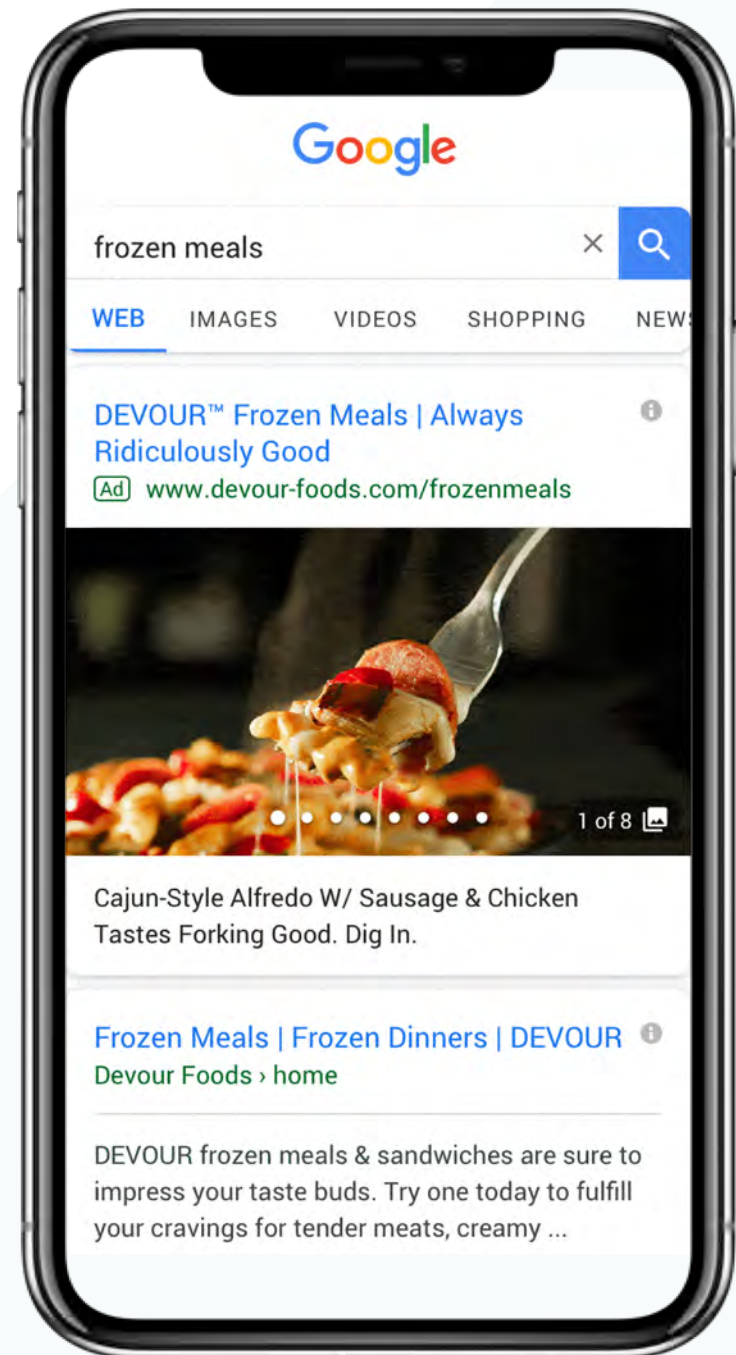 Google
frozen meals
WEB IMAGES VIDEOS SHOPPING NEWS
DEVOUR™ Frozen Meals | Always
Ridiculously Good
Ad www.devour-foods.com/frozenmeals
1 of 8
Cajun-Style Alfredo W/ Sausage & Chicken
Tastes Forking Good. Dig In.
Frozen Meals | Frozen Dinners | DEVOUR
Devour Foods › home
DEVOUR frozen meals & sandwiches are sure to
impress your taste buds. Try one today to fulfill
your cravings for tender meats, creamy ...